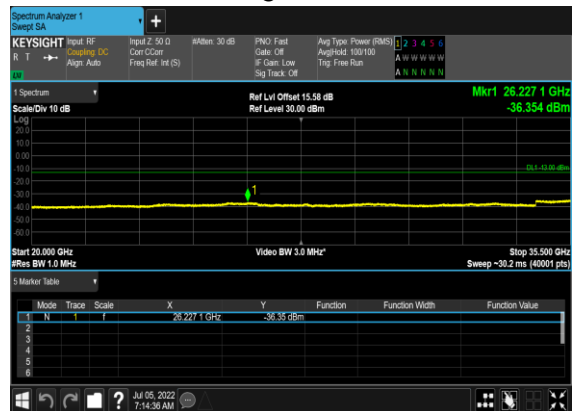 Spectrum Analyzer 1
Swept SA
+
KEYSIGHT Input: RF Input Z: 50 Ω #Atten: 30 dB PNO: Fast Avg Type: Power (RMS) 1 2 3 4 5 6
R T Coupling: DC Corr CCorr Gate: Off Avg|Hold: 100/100 A W W W W W
Align: Auto Freq Ref: Int (S) IF Gain: Low Trig: Free Run
Sig Track: Off A N N N N N
1 Spectrum
Scale/Div 10 dB
Ref Lvl Offset 15.58 dB
Ref Level 30.00 dBm
Mkr1 26.227 1 GHz
-36.354 dBm
Log
20.0
10.0
0.00
-10.0
DL1 -13.00 dBm
-20.0
1
-30.0
-40.0
-50.0
-60.0
Start 20.000 GHz Video BW 3.0 MHz* Stop 35.500 GHz
#Res BW 1.0 MHz Sweep ~30.2 ms (40001 pts)
5 Marker Table
Mode Trace Scale X Y Function Function Width Function Value
1 N 1 f 26.227 1 GHz -36.35 dBm
2
3
4
5
6
? Jul 05, 2022
7:14:36 AM